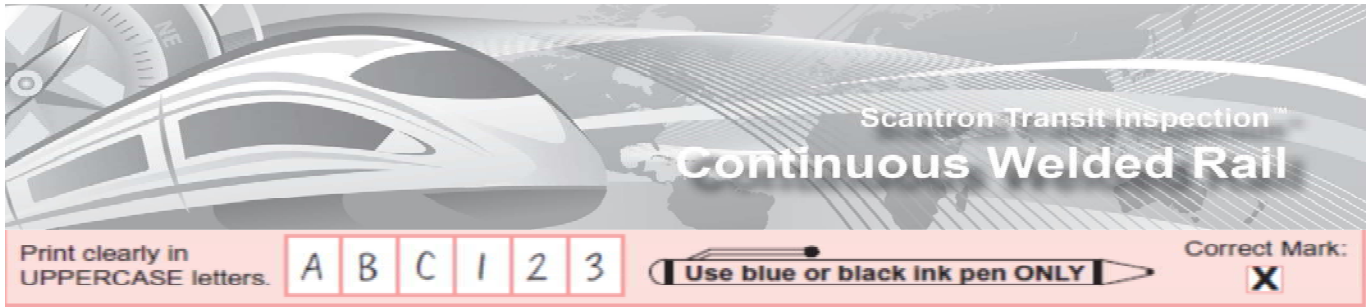 NE
Scantron Transit Inspection™
Continuous Welded Rail
Print clearly in
UPPERCASE letters.
A B C 1 2 3
Use blue or black ink pen ONLY
Correct Mark:
X